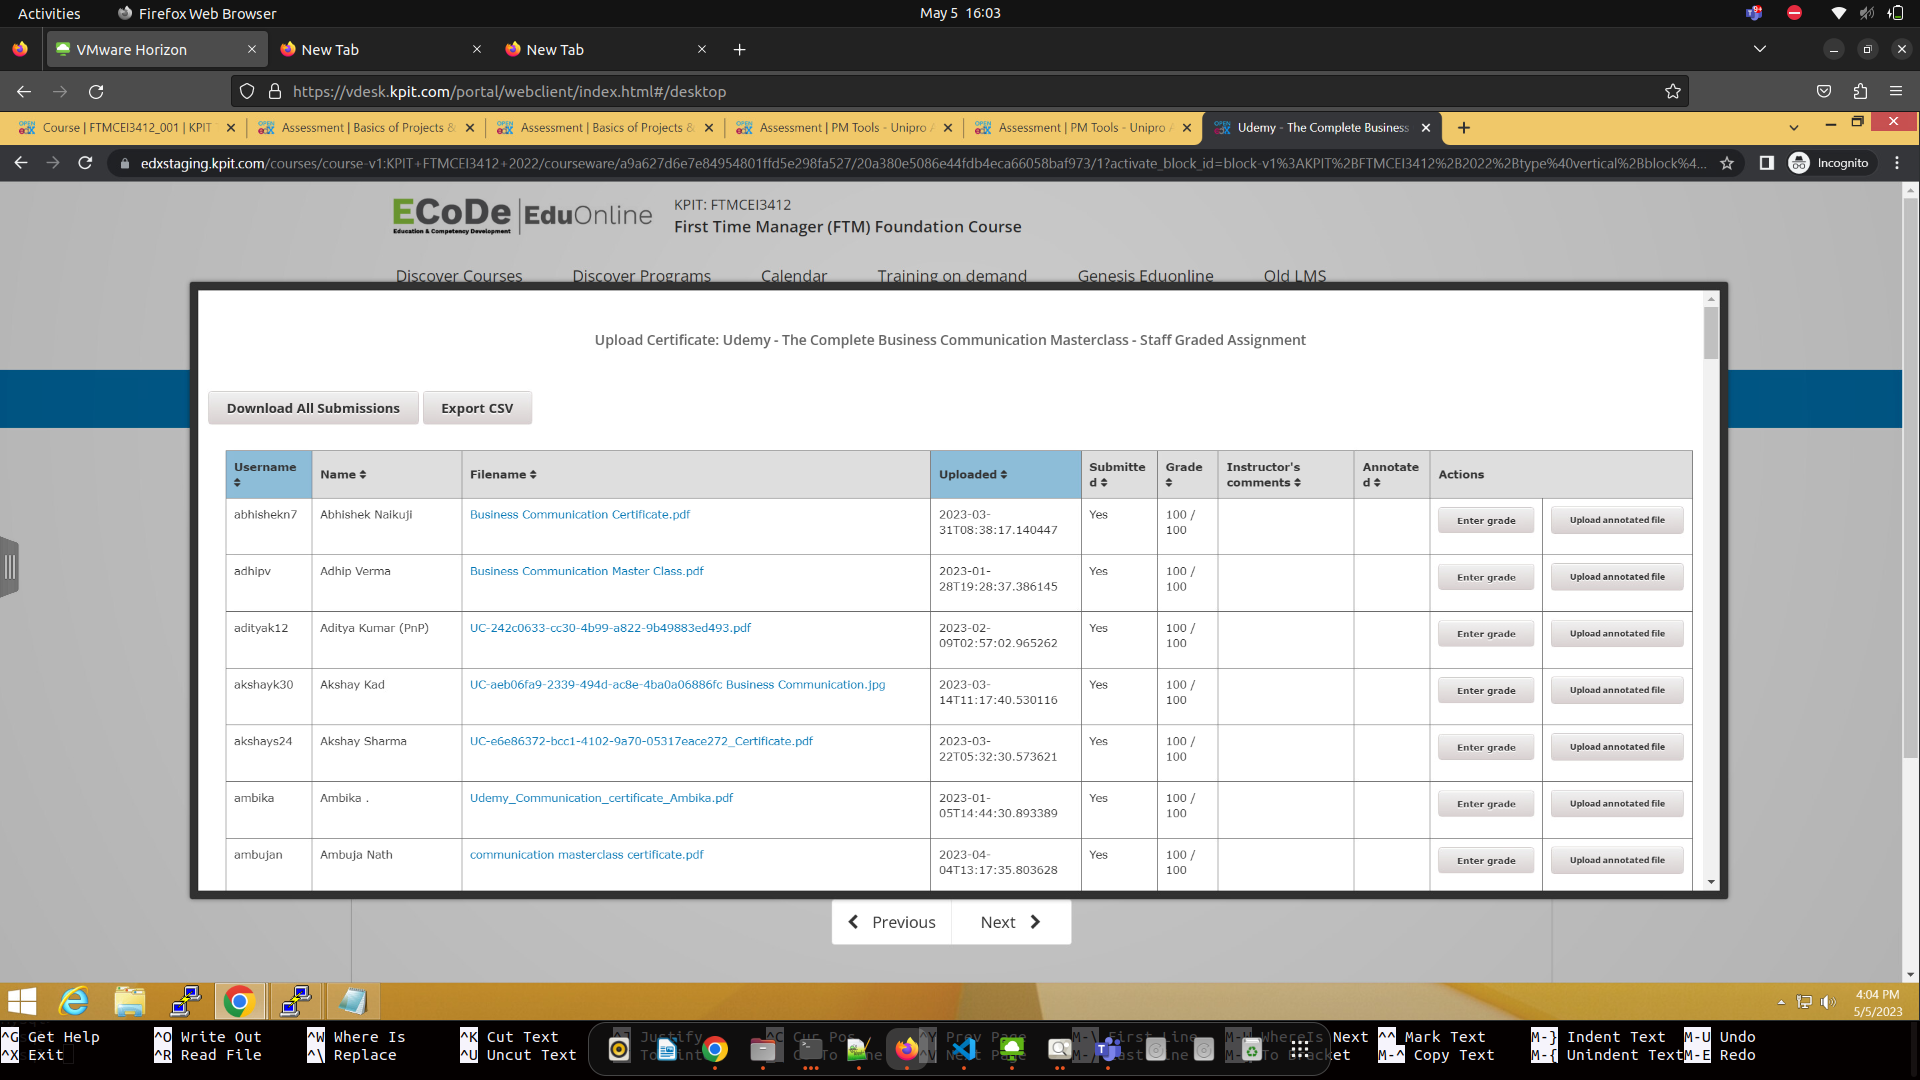 Activities
Firefox Web Browser
May 5 16:03
VMware Horizon
New Tab
New Tab
https://vdesk.kpit.com/portal/webclient/index.html#/desktop
Course | FTMCEI3412_001 | KPIT
Assessment | Basics of Projects &
Assessment | Basics of Projects &
Assessment | PM Tools - Unipro
Assessment | PM Tools - Unipro
Udemy - The Complete Business
edxstaging.kpit.com/courses/course-v1:KPIT+FTMCEI3412+2022/courseware/a9a627d6e7e84954801ffd5e298fa527/20a380e5086e44fdb4eca66058baf973/1?activate_block_id=block-v1%3AKPIT%2BFTMCEI3412%2B2022%2Btype%40vertical%2Bblock%4...
Incognito
ECoDe EduOnline
Education & Competency Development
KPIT: FTMCEI3412
First Time Manager (FTM) Foundation Course
Discover Courses
Discover Programs
Calendar
Training on demand
Genesis Eduonline
Old LMS
Upload Certificate: Udemy - The Complete Business Communication Masterclass - Staff Graded Assignment
Download All Submissions
Export CSV
Username Name Filename Uploaded Submitted Grade Instructor's comments Annotated Actions
abhishekn7 Abhishek Naikuji Business Communication Certificate.pdf 2023-03-31T08:38:17.140447 Yes 100 / 100 Enter grade Upload annotated file
adhipv Adhip Verma Business Communication Master Class.pdf 2023-01-28T19:28:37.386145 Yes 100 / 100 Enter grade Upload annotated file
adityak12 Aditya Kumar (PnP) UC-242c0633-cc30-4b99-a822-9b49883ed493.pdf 2023-02-09T02:57:02.965262 Yes 100 / 100 Enter grade Upload annotated file
akshayk30 Akshay Kad UC-aeb06fa9-2339-494d-ac8e-4ba0a06886fc Business Communication.jpg 2023-03-14T11:17:40.530116 Yes 100 / 100 Enter grade Upload annotated file
akshays24 Akshay Sharma UC-e6e86372-bcc1-4102-9a70-05317eace272_Certificate.pdf 2023-03-22T05:32:30.573621 Yes 100 / 100 Enter grade Upload annotated file
ambika Ambika . Udemy_Communication_certificate_Ambika.pdf 2023-01-05T14:44:30.893389 Yes 100 / 100 Enter grade Upload annotated file
ambujan Ambuja Nath communication masterclass certificate.pdf 2023-04-04T13:17:35.803628 Yes 100 / 100 Enter grade Upload annotated file
Previous
Next
4:04 PM
5/5/2023
^G Get Help ^O Write Out ^W Where Is ^K Cut Text ^J Justify ^C Cur Pos ^Y Prev Page M-\ First Line M-W WhereIs Next ^^ Mark Text M-} Indent Text M-U Undo
^X Exit ^R Read File ^\ Replace ^U Uncut Text M-^ Copy Text M-{ Unindent Text M-E Redo